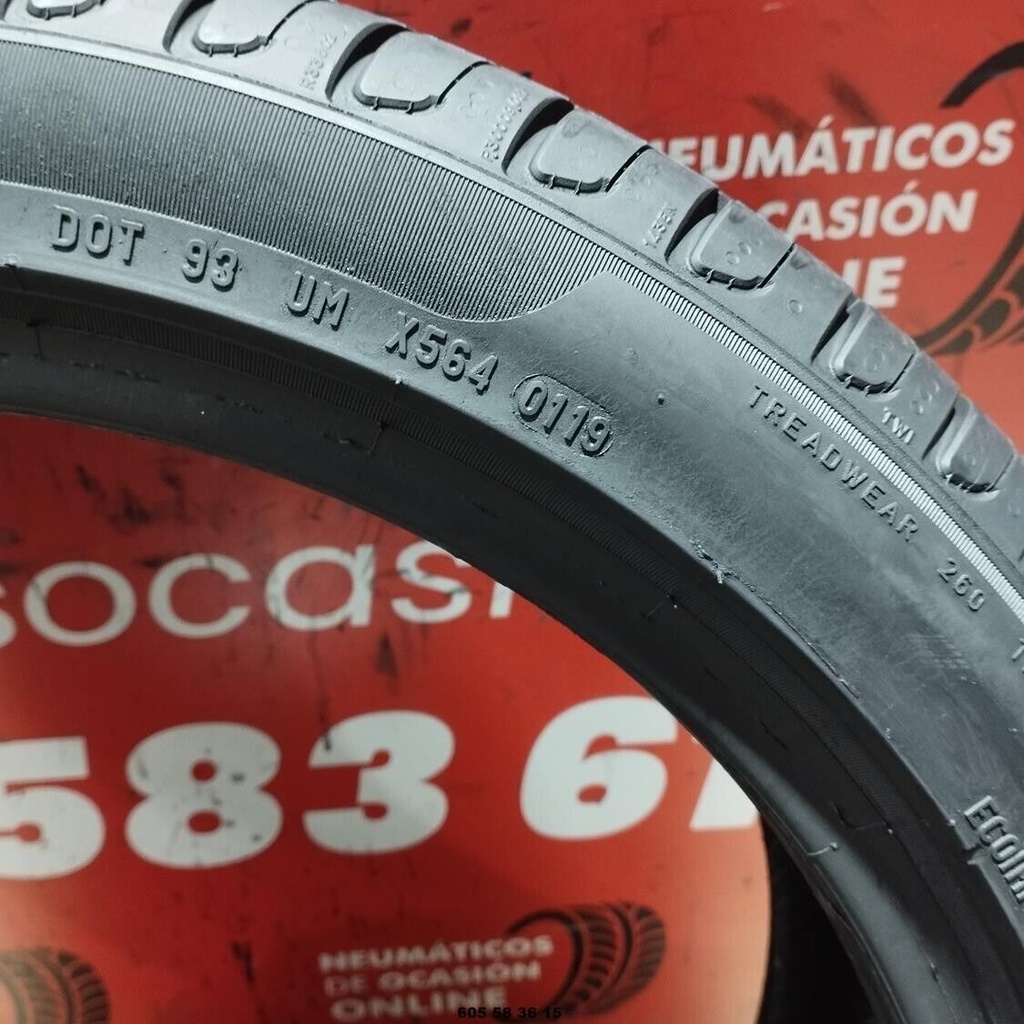 NEUMÁTICOS
OCASIÓN
DOT 93 UM X564 0119
TWI
TREADWEAR 260
socasi
583 6
NEUMÁTICOS
DE OCASIÓN
ONLINE
605 58 36 15